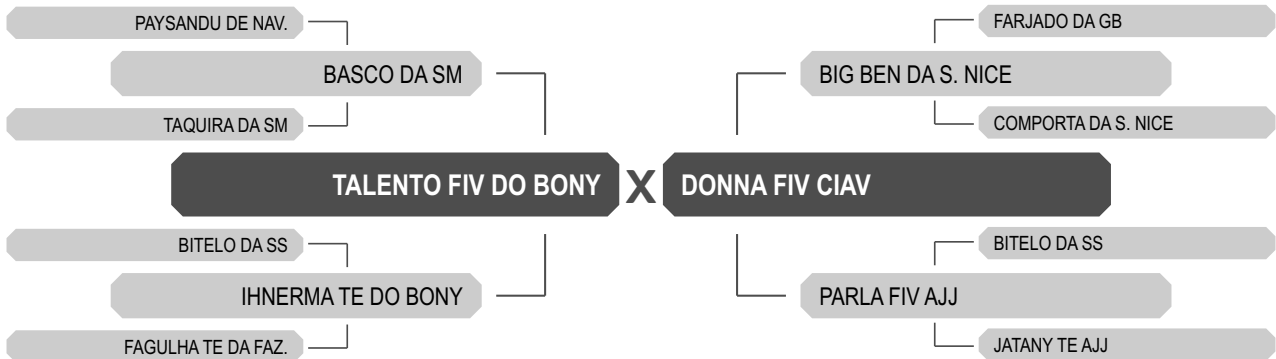 PAYSANDU DE NAV.
FARJADO DA GB
BASCO DA SM
BIG BEN DA S. NICE
TAQUIRA DA SM
COMPORTA DA S. NICE
TALENTO FIV DO BONY X DONNA FIV CIAV
BITELO DA SS
BITELO DA SS
IHNERMA TE DO BONY
PARLA FIV AJJ
FAGULHA TE DA FAZ.
JATANY TE AJJ